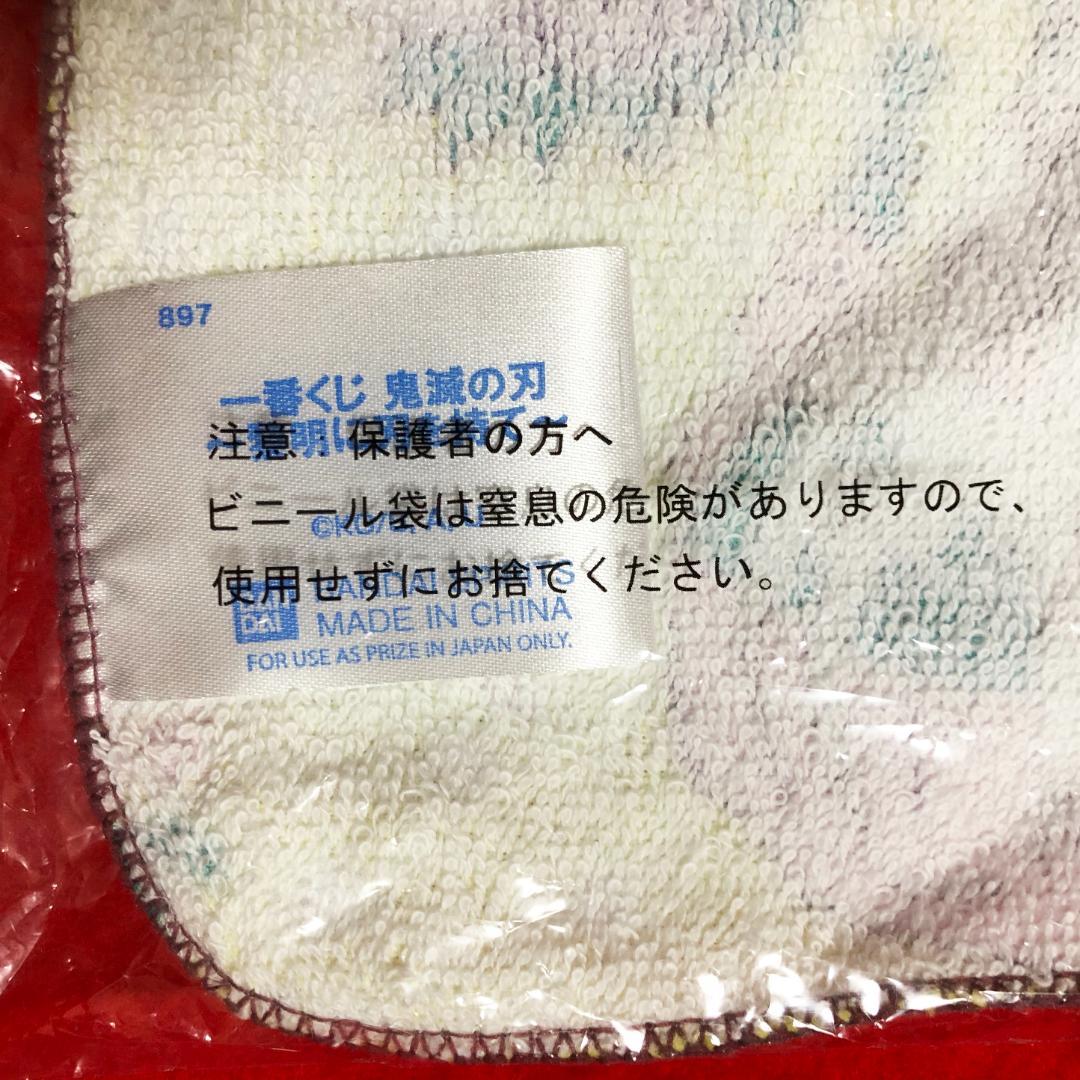 897
一番くじ 鬼滅の刃
注意：保護者の方へ
ビニール袋は窒息の危険がありますので、
使用せずにお捨てください。
MADE IN CHINA
FOR USE AS PRIZE IN JAPAN ONLY.